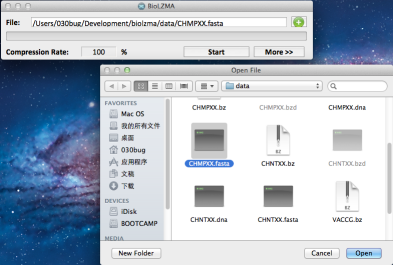 BioLZMA
File: /Users/030bug/Development/biolzma/data/CHMPXX.fasta
Compression Rate: 100 % Start More >>
Open File
data
FAVORITES
Mac OS
我的所有文件
桌面
030bug
应用程序
文稿
下载
DEVICES
iDisk
BOOTCAMP
MEDIA
CHMPXX.bz CHMPXX.bzd CHMPXX.dna
CHMPXX.fasta CHNTXX.bz CHNTXX.bzd
CHNTXX.dna CHNTXX.fasta VACCG.bz
BZ
BZ
New Folder Cancel Open